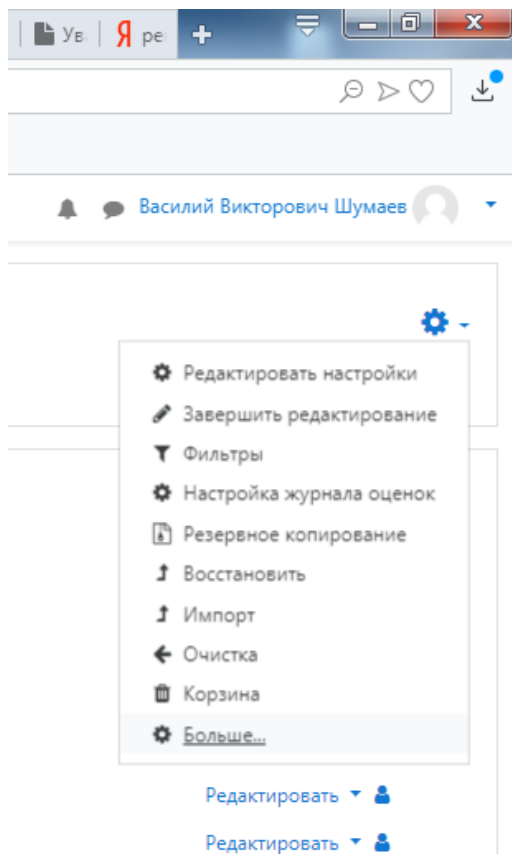 Ув
Я ре
Василий Викторович Шумаев
Редактировать настройки
Завершить редактирование
Фильтры
Настройка журнала оценок
Резервное копирование
Восстановить
Импорт
Очистка
Корзина
Больше...
Редактировать
Редактировать